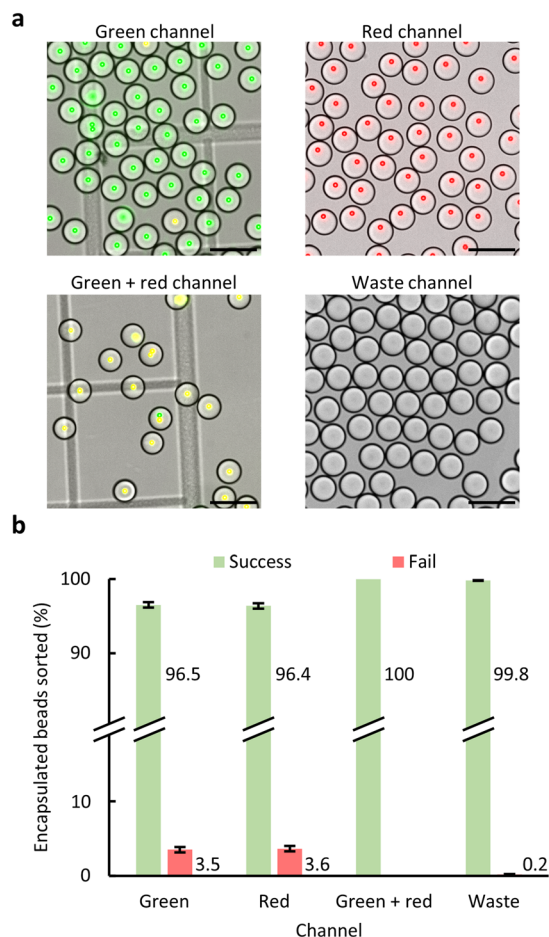 a
Green channel
Red channel
Green + red channel
Waste channel
b
Success
Fail
Encapsulated beads sorted (%)
100
90
10
0
96.5
96.4
100
99.8
3.5
3.6
0.2
Green
Red
Green + red
Waste
Channel